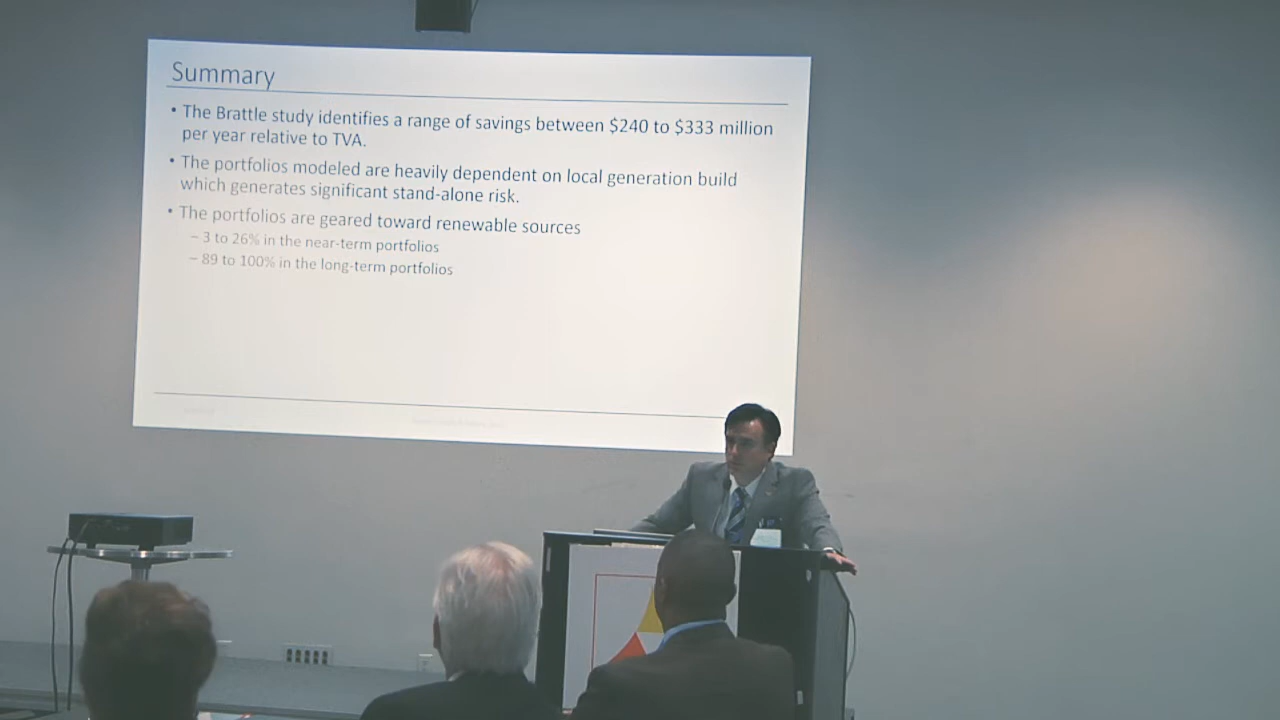 Summary
• The Brattle study identifies a range of savings between $240 to $333 million
per year relative to TVA.
• The portfolios modeled are heavily dependent on local generation build
which generates significant stand-alone risk.
• The portfolios are geared toward renewable sources
– 3 to 26% in the near-term portfolios
– 89 to 100% in the long-term portfolios